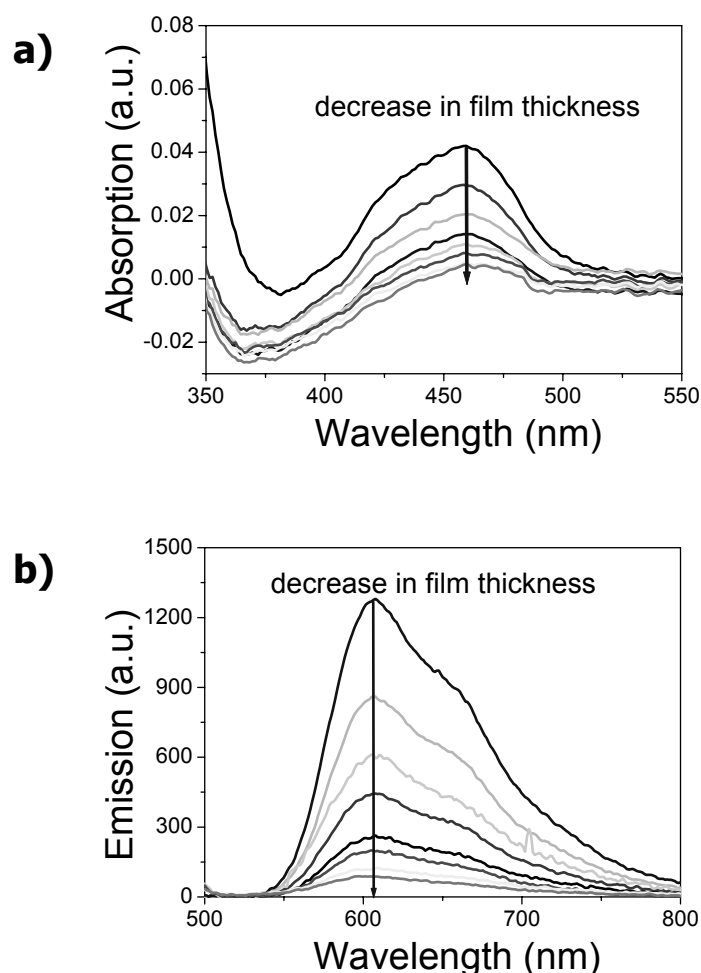 a)
0.08
0.06
0.04
0.02
0.00
-0.02
Absorption (a.u.)
decrease in film thickness
350 400 450 500 550
Wavelength (nm)
b)
1500
1200
900
600
300
0
Emission (a.u.)
decrease in film thickness
500 600 700 800
Wavelength (nm)